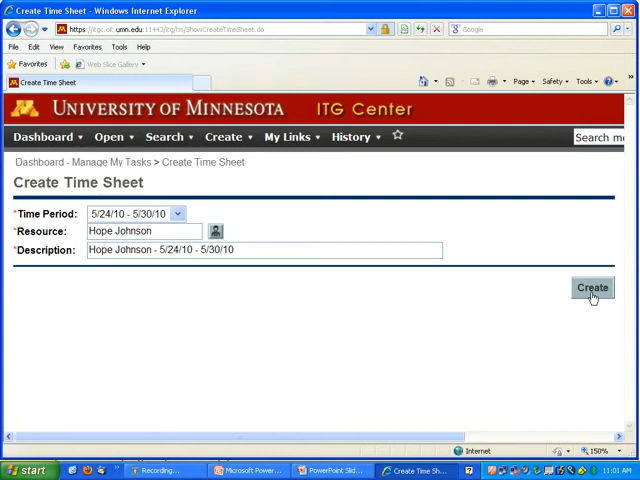 Create Time Sheet - Windows Internet Explorer
https://itgc.oit.umn.edu:11443/itg/tm/ShowCreateTimeSheet.do
Google
File Edit View Favorites Tools Help
Favorites Web Slice Gallery
Create Time Sheet
Page Safety Tools
UNIVERSITY OF MINNESOTA ITG Center
Dashboard Open Search Create My Links History Search me
Dashboard - Manage My Tasks > Create Time Sheet
Create Time Sheet
*Time Period: 5/24/10 - 5/30/10
*Resource: Hope Johnson
*Description: Hope Johnson - 5/24/10 - 5/30/10
Create
Internet 150%
start Recording... Microsoft Power... PowerPoint Slid... Create Time Sh... 11:01 AM